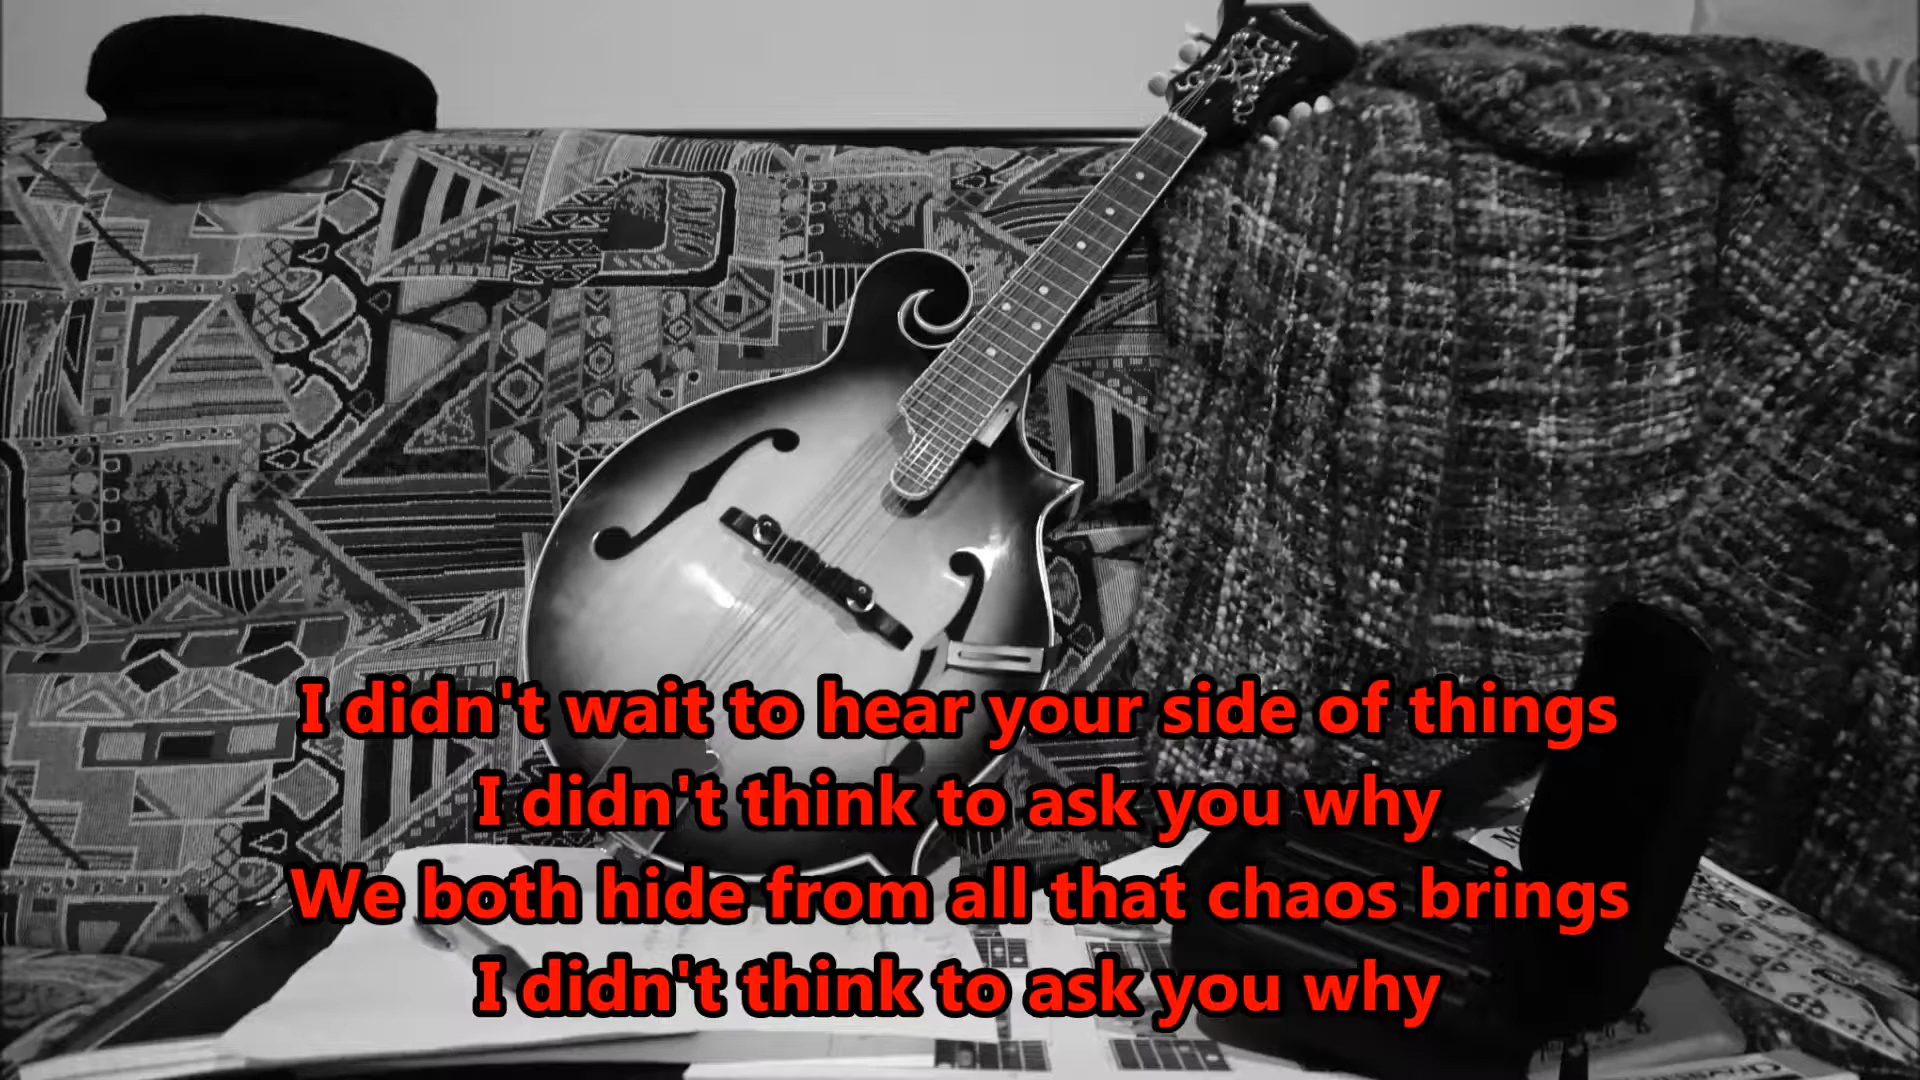 I didn't wait to hear your side of things
I didn't think to ask you why
We both hide from all that chaos brings
I didn't think to ask you why